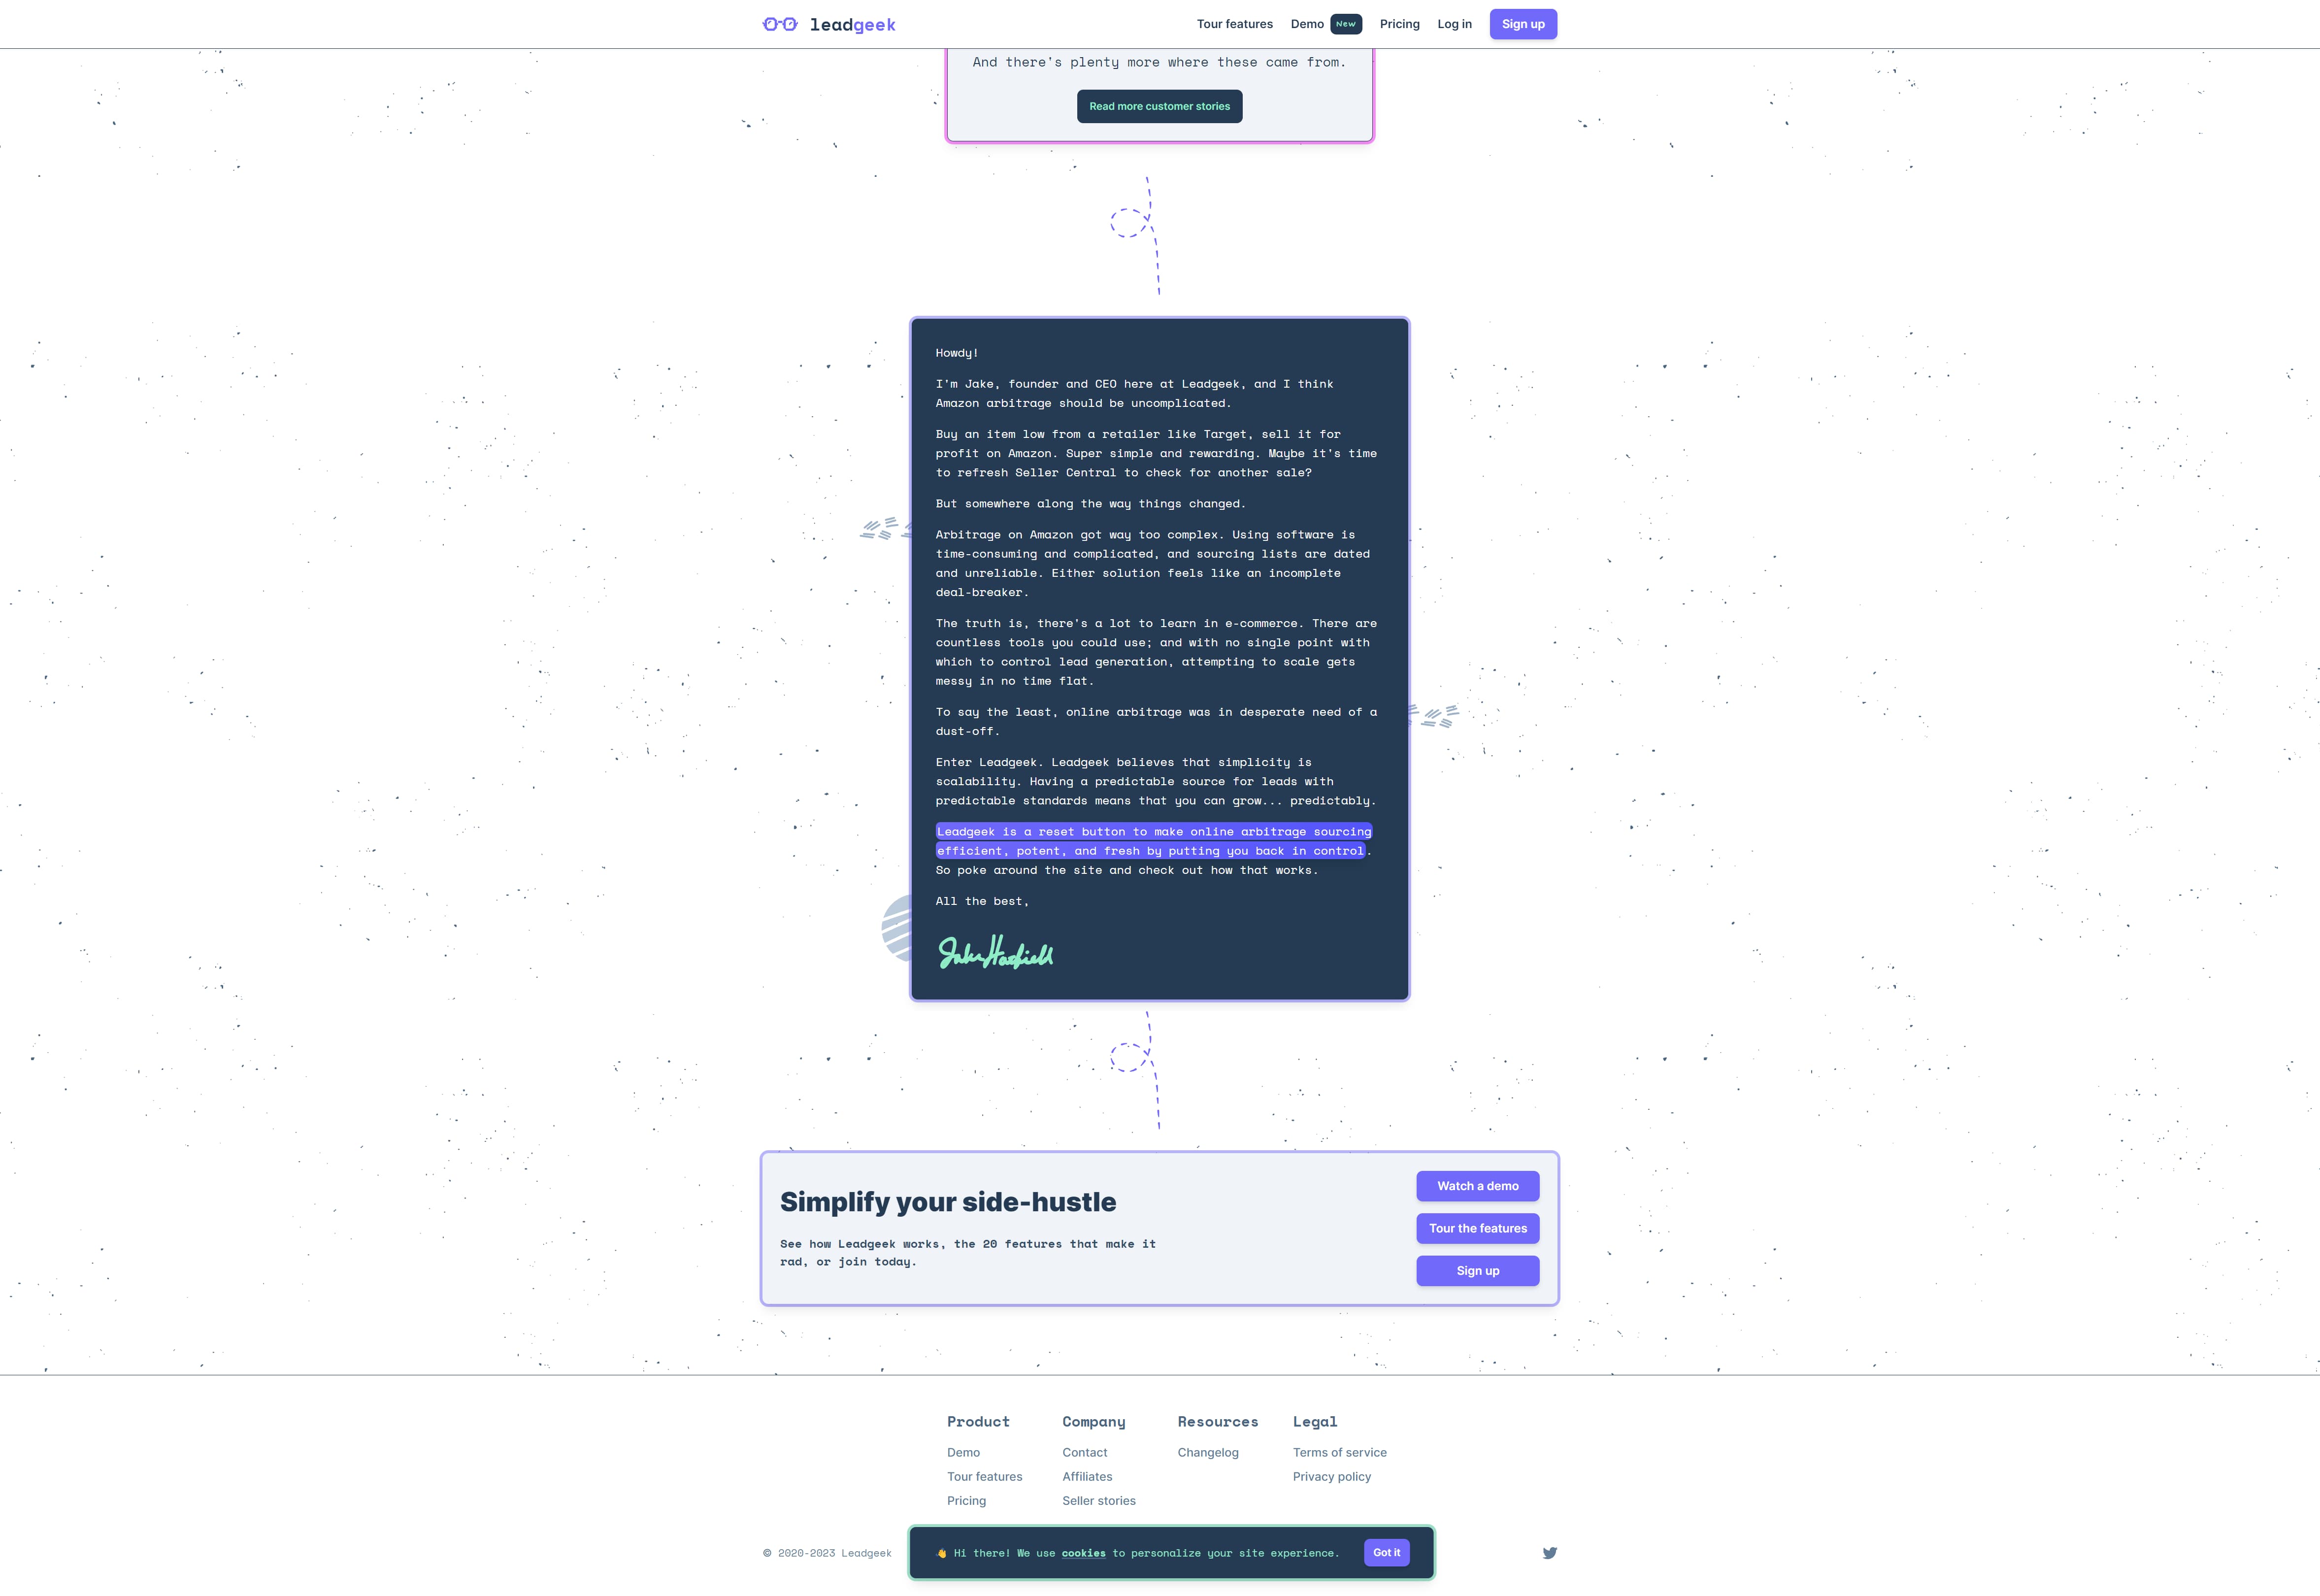 leadgeek
Tour features Demo New Pricing Log in Sign up
And there's plenty more where these came from.
Read more customer stories
Howdy!
I'm Jake, founder and CEO here at Leadgeek, and I think
Amazon arbitrage should be uncomplicated.
Buy an item low from a retailer like Target, sell it for
profit on Amazon. Super simple and rewarding. Maybe it's time
to refresh Seller Central to check for another sale?
But somewhere along the way things changed.
Arbitrage on Amazon got way too complex. Using software is
time-consuming and complicated, and sourcing lists are dated
and unreliable. Either solution feels like an incomplete
deal-breaker.
The truth is, there's a lot to learn in e-commerce. There are
countless tools you could use; and with no single point with
which to control lead generation, attempting to scale gets
messy in no time flat.
To say the least, online arbitrage was in desperate need of a
dust-off.
Enter Leadgeek. Leadgeek believes that simplicity is
scalability. Having a predictable source for leads with
predictable standards means that you can grow... predictably.
Leadgeek is a reset button to make online arbitrage sourcing
efficient, potent, and fresh by putting you back in control.
So poke around the site and check out how that works.
All the best,
Simplify your side-hustle
See how Leadgeek works, the 20 features that make it
rad, or join today.
Watch a demo
Tour the features
Sign up
Product
Demo
Tour features
Pricing
Company
Contact
Affiliates
Seller stories
Resources
Changelog
Legal
Terms of service
Privacy policy
© 2020-2023 Leadgeek
👋 Hi there! We use cookies to personalize your site experience.
Got it